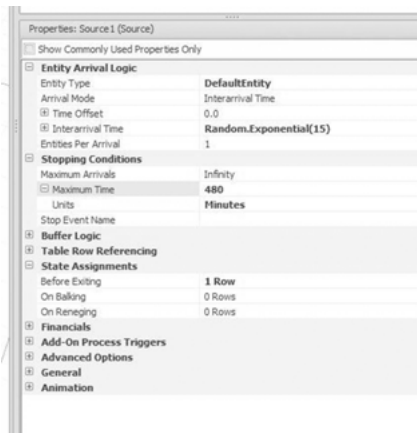 Properties: Source1 (Source)
Show Commonly Used Properties Only
Entity Arrival Logic
Entity Type DefaultEntity
Arrival Mode Interarrival Time
Time Offset 0.0
Interarrival Time Random.Exponential(15)
Entities Per Arrival 1
Stopping Conditions
Maximum Arrivals Infinity
Maximum Time 480
Units Minutes
Stop Event Name
Buffer Logic
Table Row Referencing
State Assignments
Before Exiting 1 Row
On Balking 0 Rows
On Reneging 0 Rows
Financials
Add-On Process Triggers
Advanced Options
General
Animation